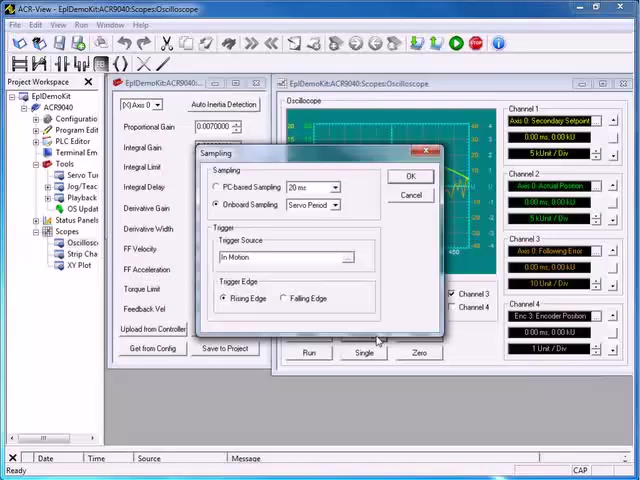 ACR-View - EplDemoKit:ACR9040:Scopes:Oscilloscope
File Edit View Run Window Help
Project Workspace
EplDemoKit
ACR9040
Configuratio
Program Edit
PLC Editor
Terminal Em
Tools
Servo Tu
Jog/Teac
Playback
OS Updat
Status Panels
Scopes
Oscillosc
Strip Cha
XY Plot
EplDemoKit:ACR9040:
[X] Axis 0
Auto Inertia Detection
Proportional Gain
0.0070000
Integral Gain
Integral Limit
Integral Delay
Derivative Gain
Derivative Width
FF Velocity
FF Acceleration
Torque Limit
Feedback Vel
Upload from Controller
Get from Config
Save to Project
EplDemoKit:ACR9040:Scopes:Oscilloscope
Oscilloscope
450
Channel 3
Channel 4
Run
Single
Zero
Channel 1
Axis 0: Secondary Setpoint
0.00 ms, 0.00 kU
5 kUnit / Div
Channel 2
Axis 0: Actual Position
0.00 ms, 0.00 kU
5 kUnit / Div
Channel 3
Axis 0: Following Error
0.00 ms, 0.00 U
10 Unit / Div
Channel 4
Enc 3: Encoder Position
0.00 ms, 0.00 U
1 Unit / Div
Sampling
Sampling
PC-based Sampling
20 ms
Onboard Sampling
Servo Period
Trigger
Trigger Source
In Motion
...
Trigger Edge
Rising Edge
Falling Edge
OK
Cancel
Date Time Source Message
Ready
CAP